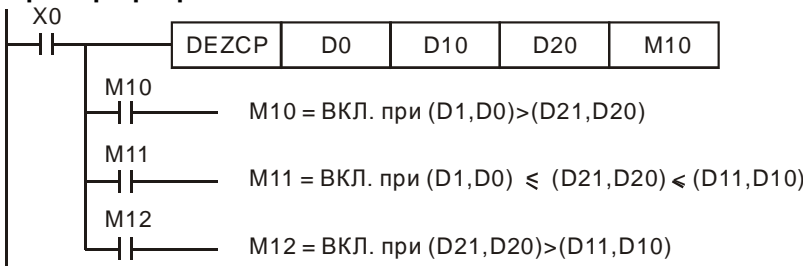 X0
DEZCP D0 D10 D20 M10
M10
M10 = ВКЛ. при (D1,D0)>(D21,D20)
M11
M11 = ВКЛ. при (D1,D0) ≤ (D21,D20) ≤ (D11,D10)
M12
M12 = ВКЛ. при (D21,D20)>(D11,D10)